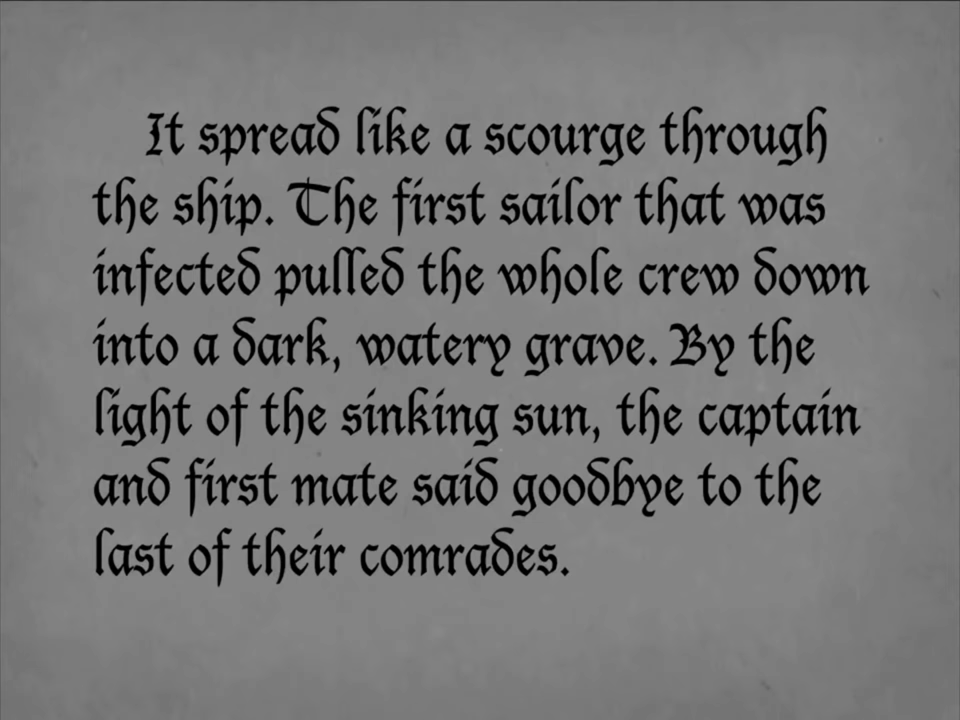 It spread like a scourge through
the ship. The first sailor that was
infected pulled the whole crew down
into a dark, watery grave. By the
light of the sinking sun, the captain
and first mate said goodbye to the
last of their comrades.